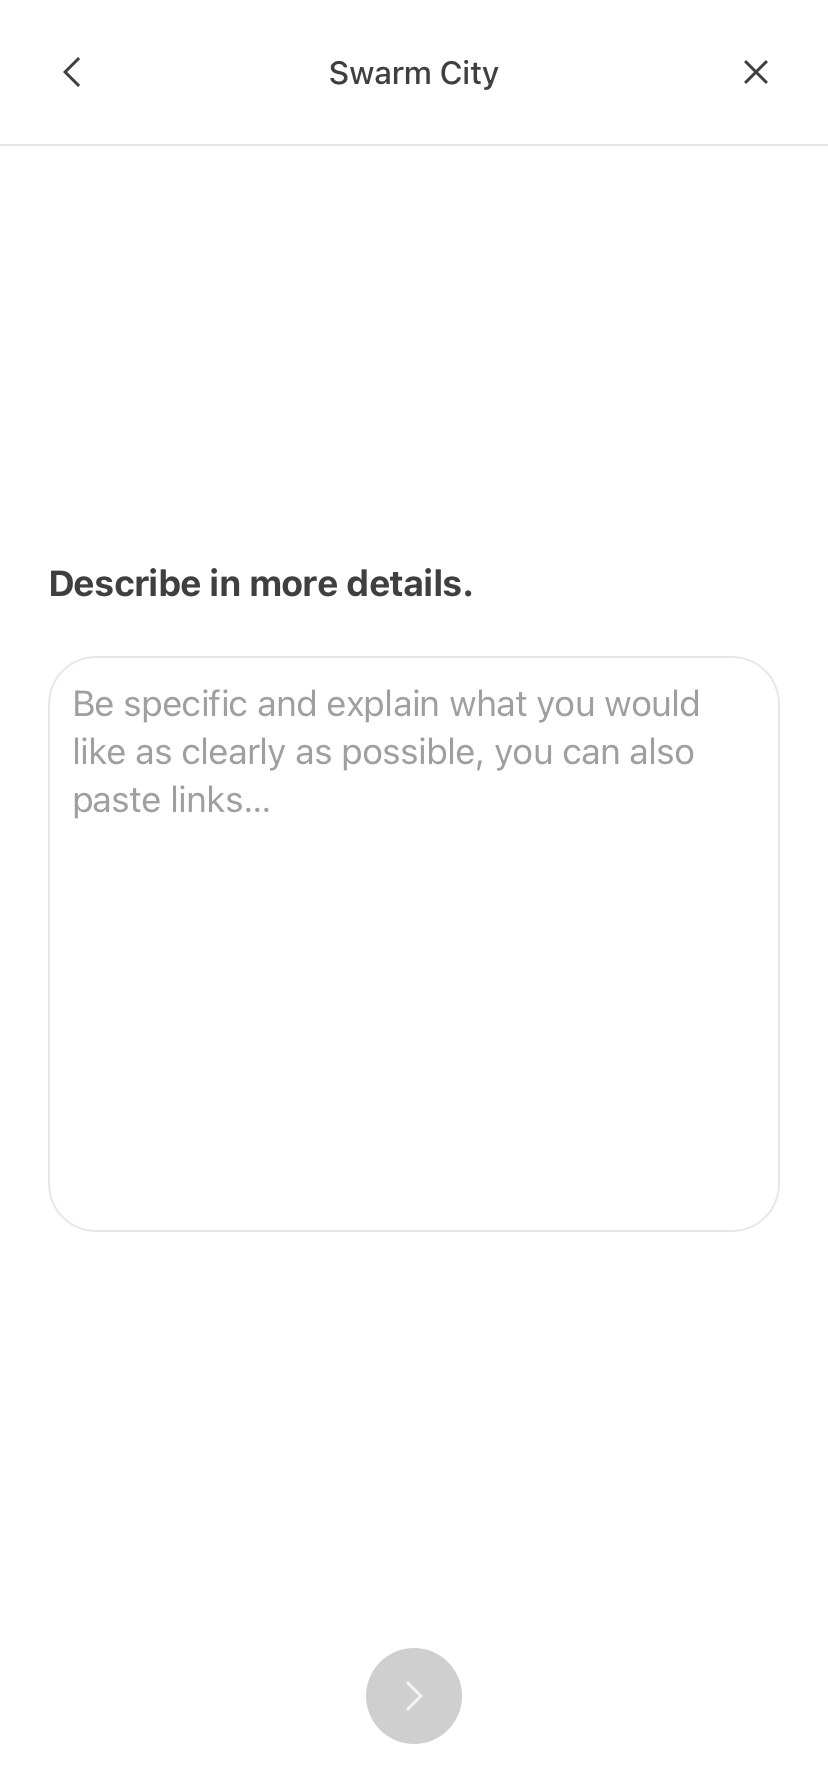 Swarm City
Describe in more details.
Be specific and explain what you would
like as clearly as possible, you can also
paste links...